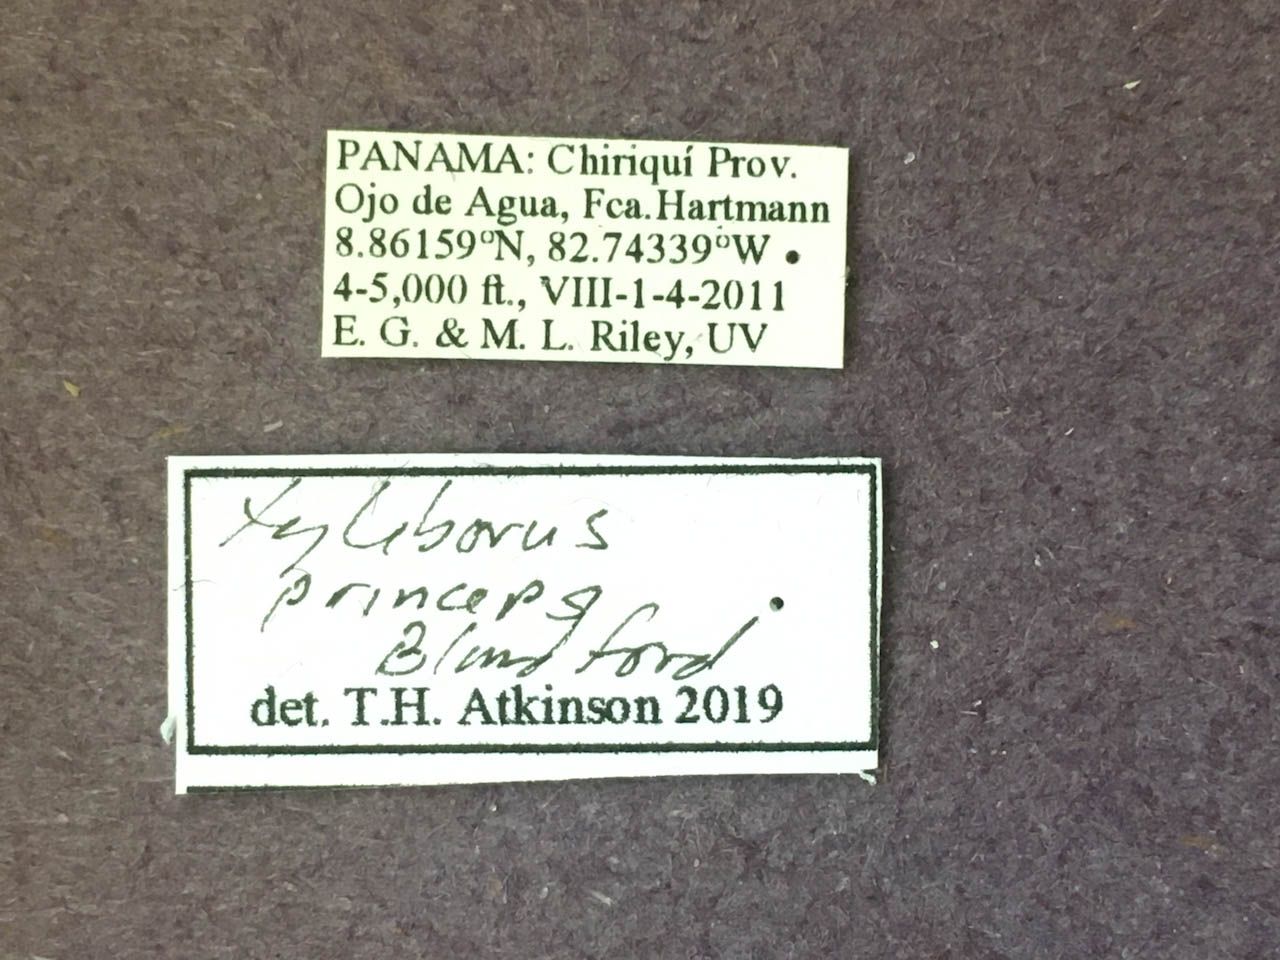 PANAMA: Chiriquí Prov.
Ojo de Agua, Fca.Hartmann
8.86159°N, 82.74339°W
4-5,000 ft., VIII-1-4-2011
E. G. & M. L. Riley, UV
Xyleborus
princeps
Blandford
det. T.H. Atkinson 2019